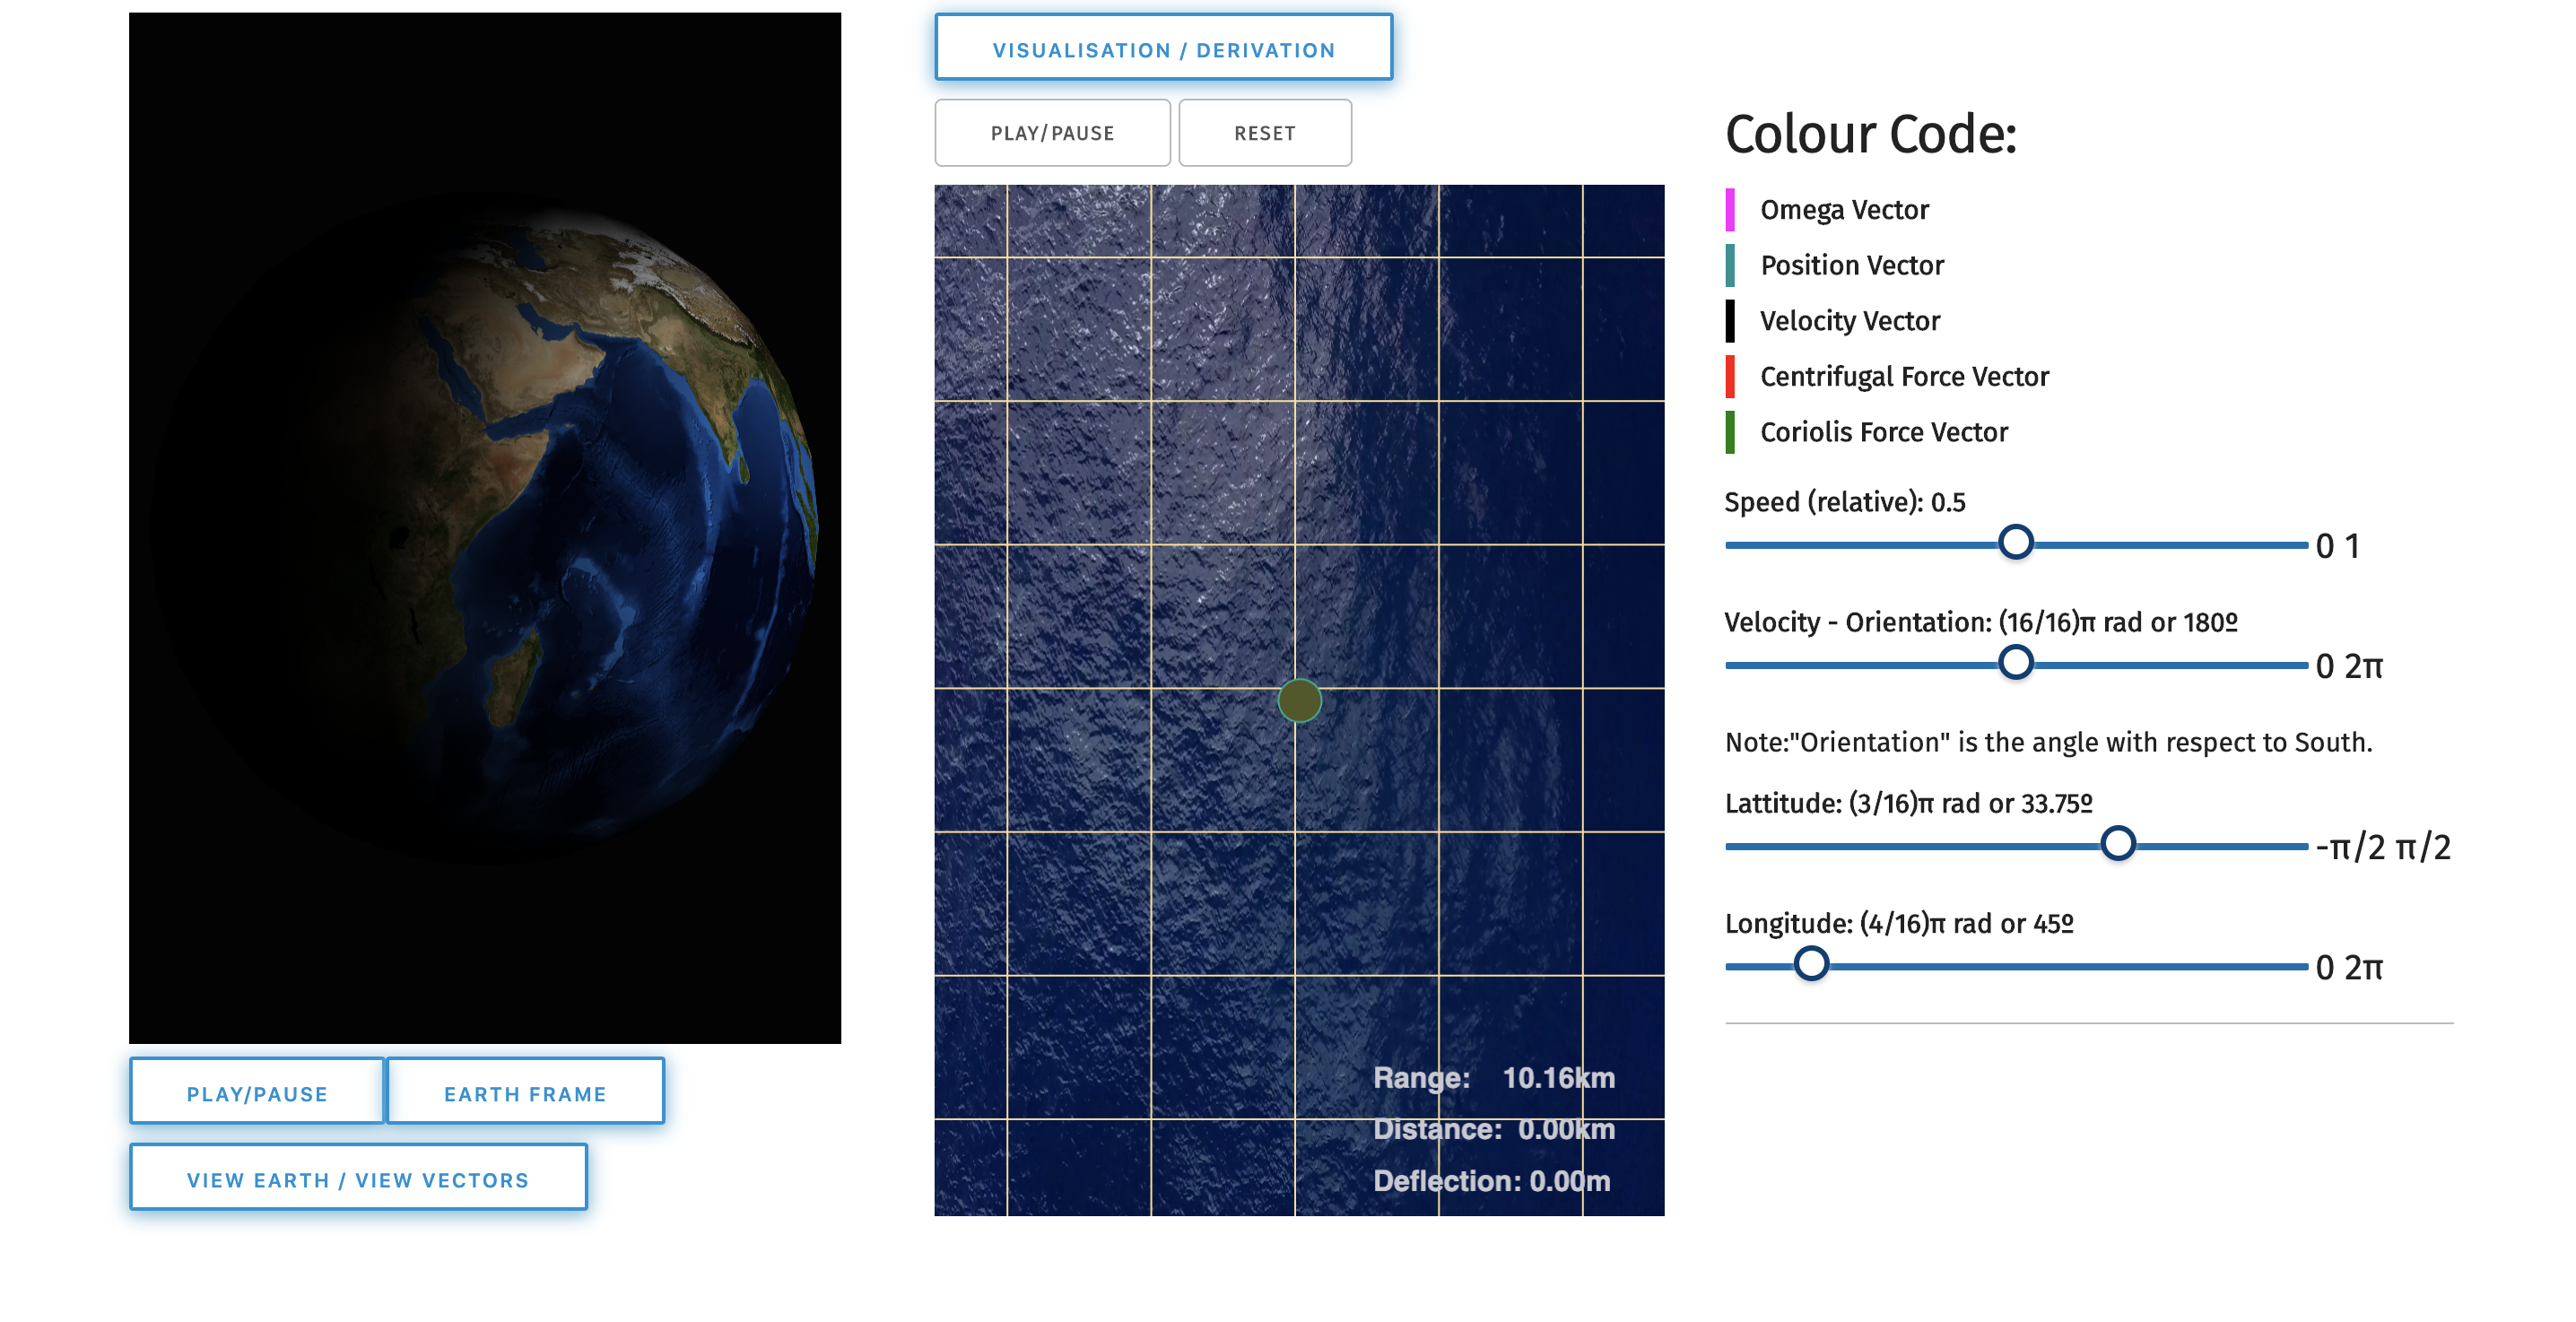 VISUALISATION / DERIVATION
PLAY/PAUSE
RESET
Range: 10.16km
Distance: 0.00km
Deflection: 0.00m
PLAY/PAUSE
EARTH FRAME
VIEW EARTH / VIEW VECTORS
Colour Code:
Omega Vector
Position Vector
Velocity Vector
Centrifugal Force Vector
Coriolis Force Vector
Speed (relative): 0.5
0 1
Velocity - Orientation: (16/16)π rad or 180º
0 2π
Note:"Orientation" is the angle with respect to South.
Lattitude: (3/16)π rad or 33.75º
-π/2 π/2
Longitude: (4/16)π rad or 45º
0 2π